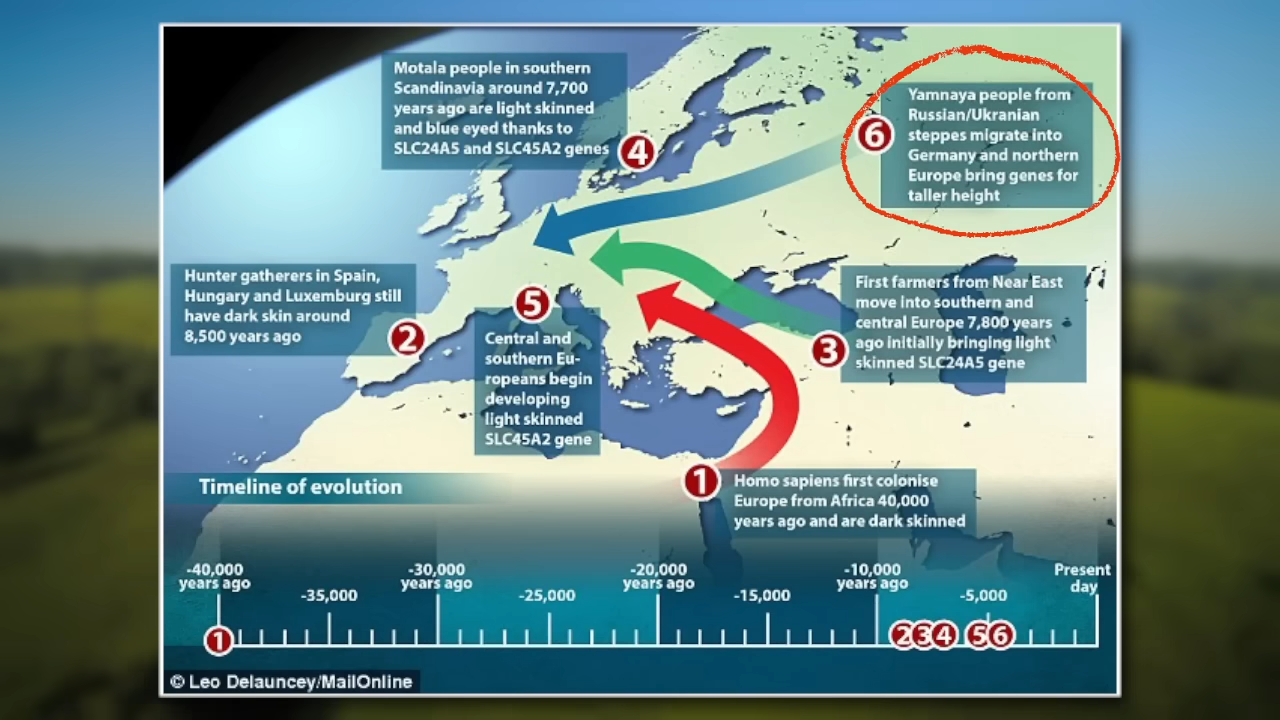 Motala people in southern
Scandinavia around 7,700
years ago are light skinned
and blue eyed thanks to
SLC24A5 and SLC45A2 genes
4
6
Yamnaya people from
Russian/Ukranian
steppes migrate into
Germany and northern
Europe bring genes for
taller height
Hunter gatherers in Spain,
Hungary and Luxemburg still
have dark skin around
8,500 years ago
2
5
Central and
southern Eu-
ropeans begin
developing
light skinned
SLC45A2 gene
3
First farmers from Near East
move into southern and
central Europe 7,800 years
ago initially bringing light
skinned SLC24A5 gene
1
Homo sapiens first colonise
Europe from Africa 40,000
years ago and are dark skinned
Timeline of evolution
-40,000
years ago
-35,000
-30,000
years ago
-25,000
-20,000
years ago
-15,000
-10,000
years ago
-5,000
Present
day
1
2 3 4 5 6
© Leo Delauncey/MailOnline